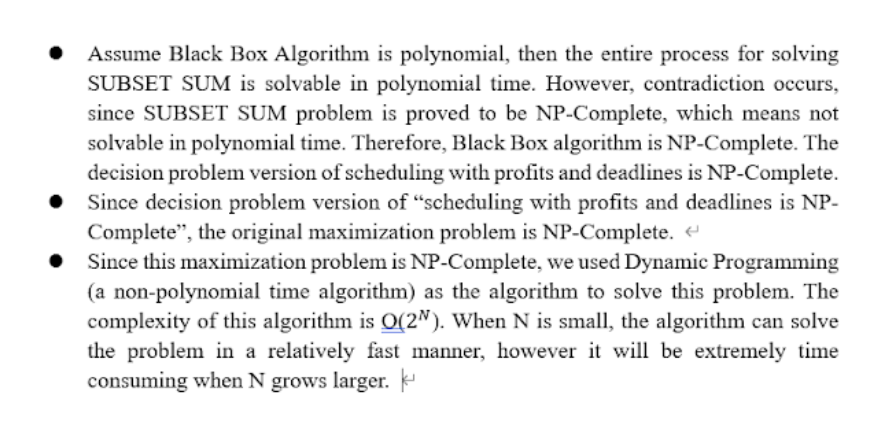 ● Assume Black Box Algorithm is polynomial, then the entire process for solving
SUBSET SUM is solvable in polynomial time. However, contradiction occurs,
since SUBSET SUM problem is proved to be NP-Complete, which means not
solvable in polynomial time. Therefore, Black Box algorithm is NP-Complete. The
decision problem version of scheduling with profits and deadlines is NP-Complete.
● Since decision problem version of “scheduling with profits and deadlines is NP-
Complete”, the original maximization problem is NP-Complete. ↵
● Since this maximization problem is NP-Complete, we used Dynamic Programming
(a non-polynomial time algorithm) as the algorithm to solve this problem. The
complexity of this algorithm is O(2ᴺ). When N is small, the algorithm can solve
the problem in a relatively fast manner, however it will be extremely time
consuming when N grows larger. ↵